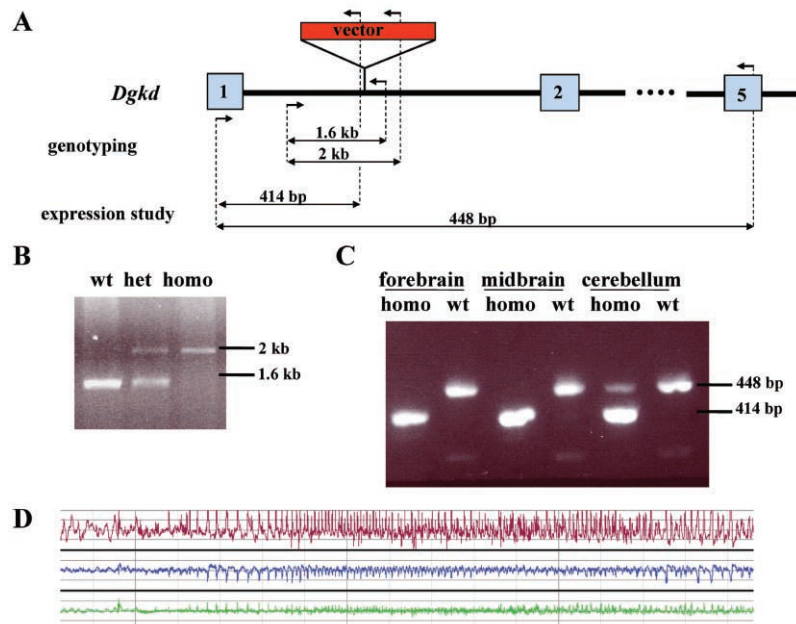 A
vector
Dgkd
1
2
5
genotyping
1.6 kb
2 kb
414 bp
expression study
448 bp
B
wt het homo
2 kb
1.6 kb
C
forebrain midbrain cerebellum
homo wt homo wt homo wt
448 bp
414 bp
D